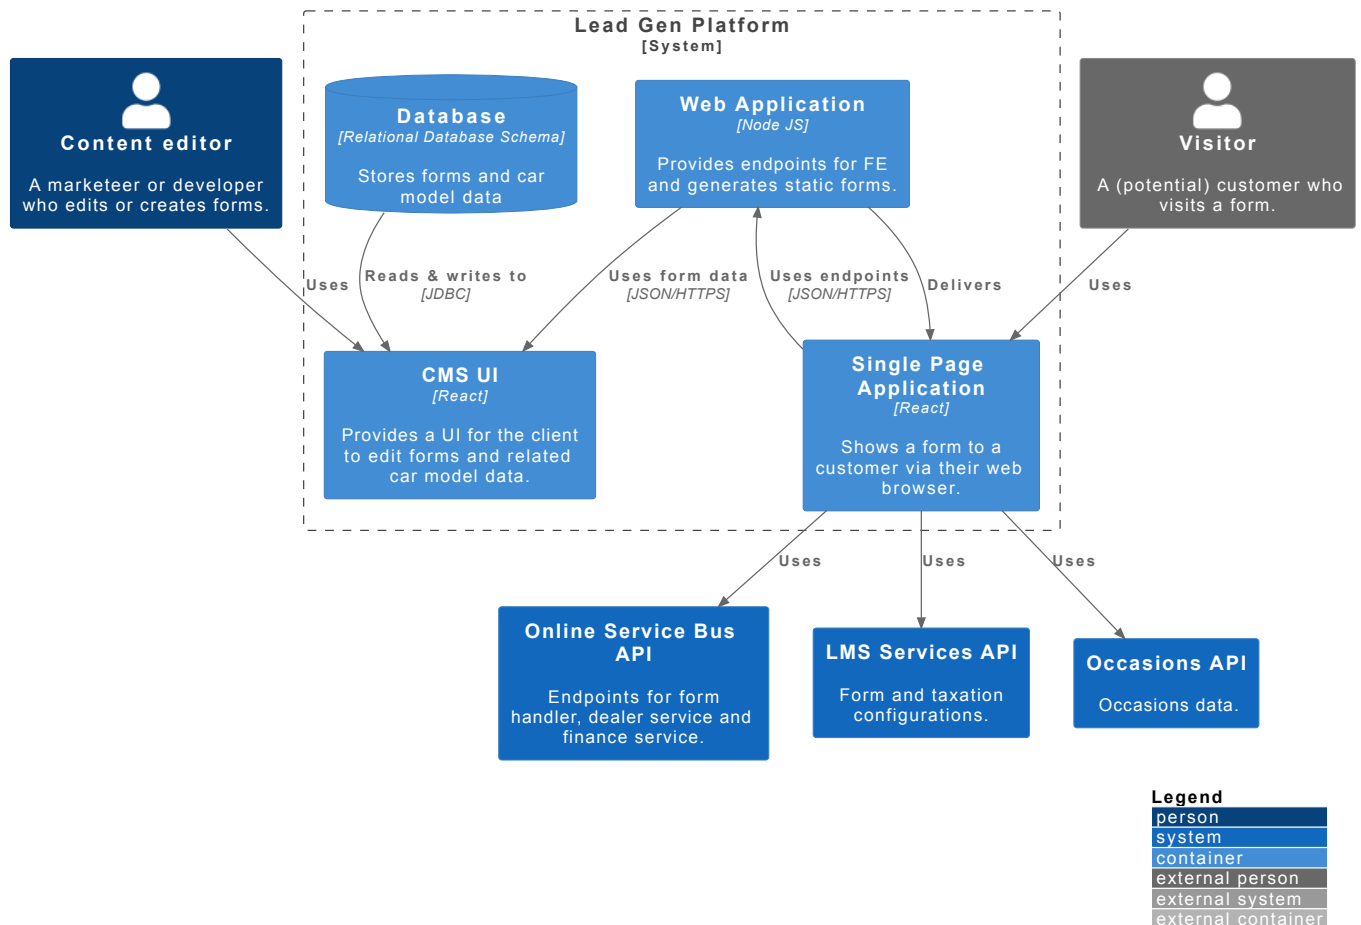 Lead Gen Platform
[System]
Content editor
A marketeer or developer
who edits or creates forms.
Database
[Relational Database Schema]
Stores forms and car
model data
Web Application
[Node JS]
Provides endpoints for FE
and generates static forms.
Visitor
A (potential) customer who
visits a form.
Uses
Reads & writes to
[JDBC]
Uses form data
[JSON/HTTPS]
Uses endpoints
[JSON/HTTPS]
Delivers
Uses
CMS UI
[React]
Provides a UI for the client
to edit forms and related
car model data.
Single Page
Application
[React]
Shows a form to a
customer via their web
browser.
Uses
Uses
Uses
Online Service Bus
API
Endpoints for form
handler, dealer service and
finance service.
LMS Services API
Form and taxation
configurations.
Occasions API
Occasions data.
Legend
person
system
container
external person
external system
external container